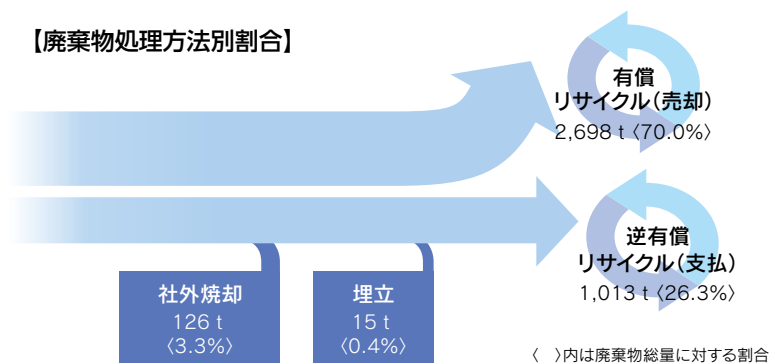 【廃棄物処理方法別割合】
有償
リサイクル（売却）
2,698 t〈70.0%〉
逆有償
リサイクル（支払）
1,013 t〈26.3%〉
社外焼却
126 t
〈3.3%〉
埋立
15 t
〈0.4%〉
〈　〉内は廃棄物総量に対する割合